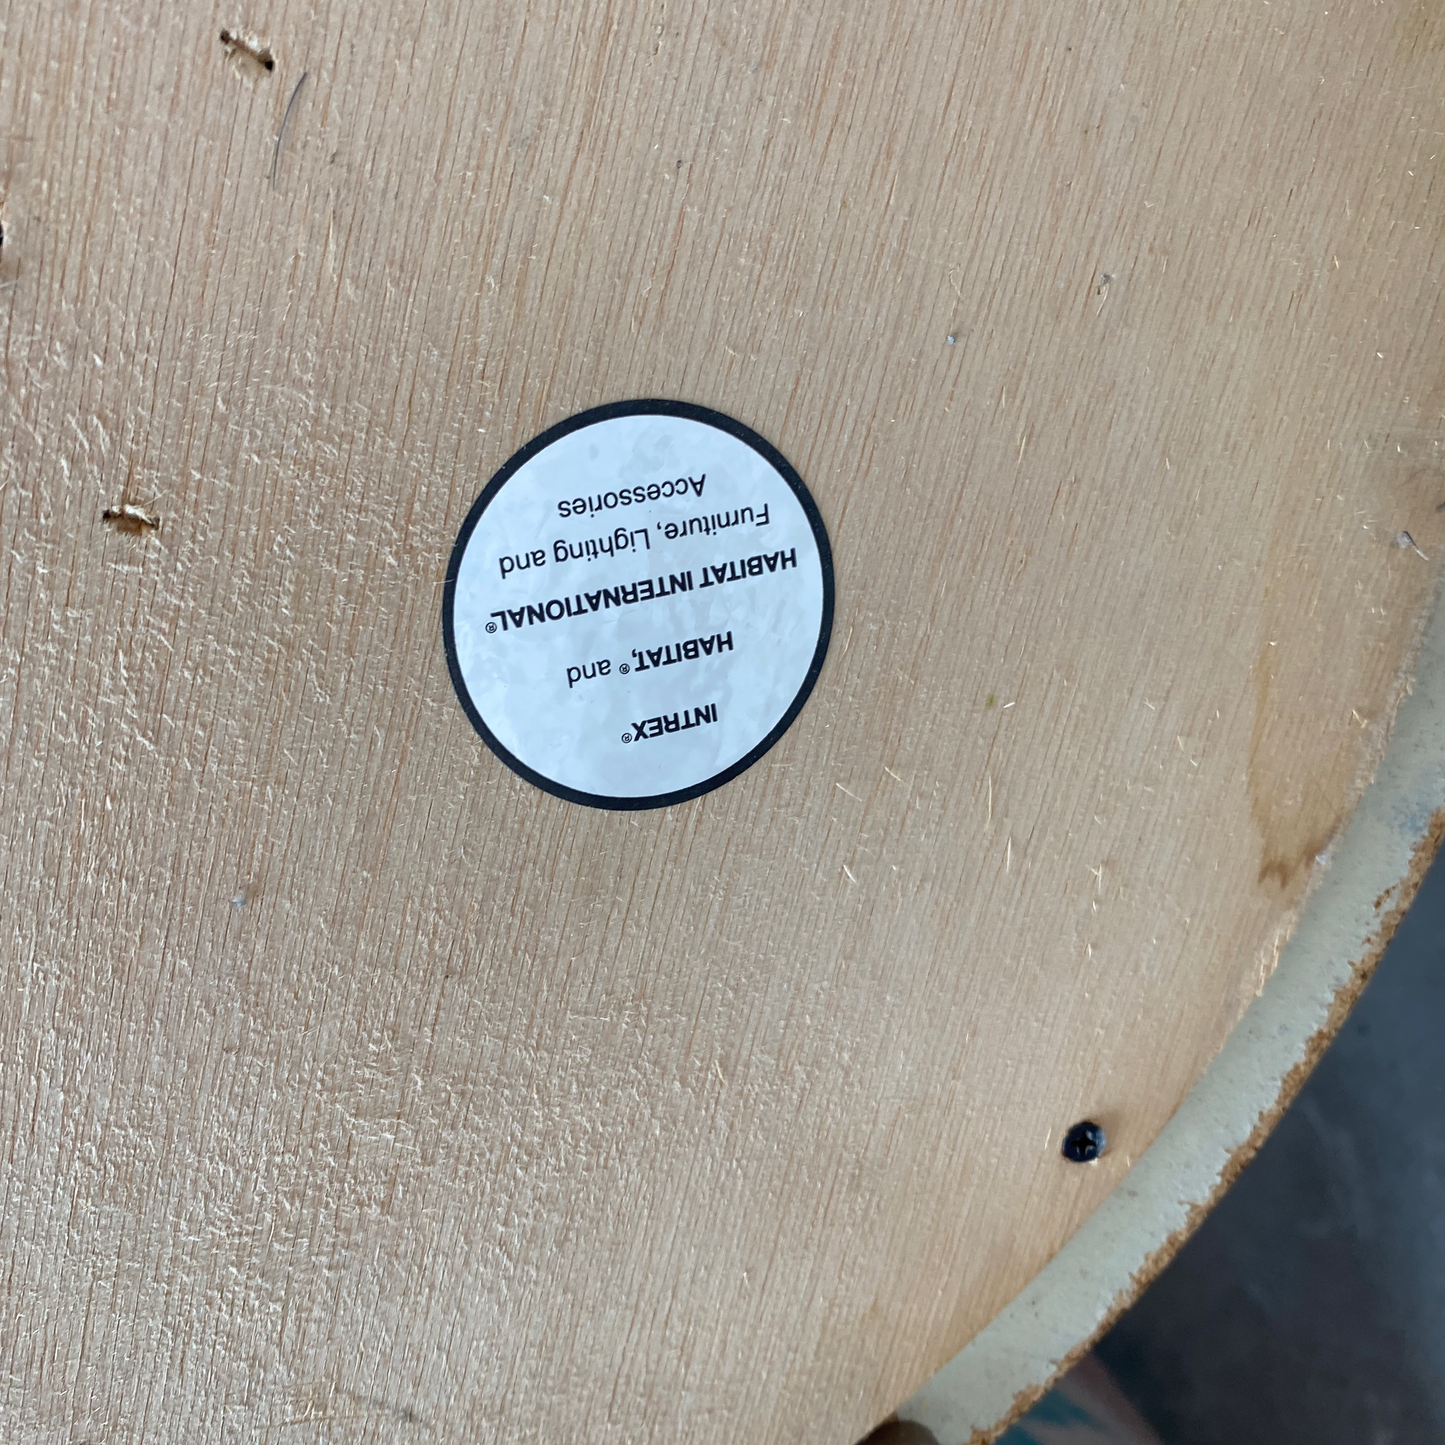 INTREX®
HABITAT,® and
HABITAT INTERNATIONAL®
Furniture, Lighting and
Accessories